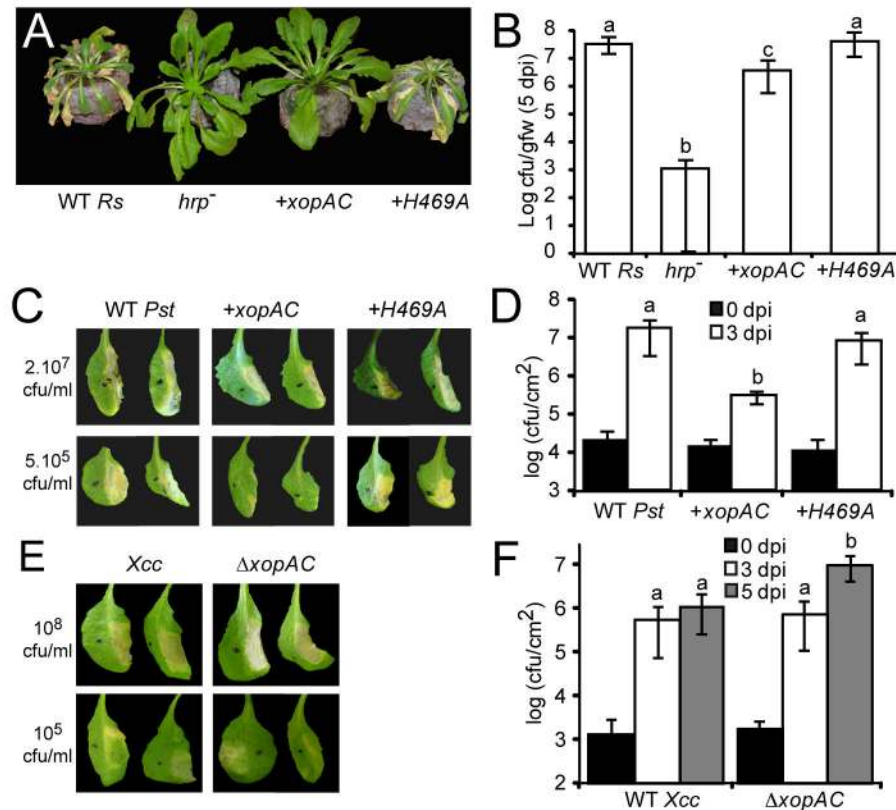 A
WT Rs hrp⁻ +xopAC +H469A
B
Log cfu/gfw (5 dpi)
8
7
6
5
4
3
2
1
0
a
b
c
a
WT Rs hrp⁻ +xopAC +H469A
C
WT Pst +xopAC +H469A
2.10⁷
cfu/ml
5.10⁵
cfu/ml
D
log (cfu/cm²)
8
7
6
5
4
3
0 dpi
3 dpi
a
b
a
WT Pst +xopAC +H469A
E
Xcc ΔxopAC
10⁸
cfu/ml
10⁵
cfu/ml
F
log (cfu/cm²)
7
6
5
4
3
2
0 dpi
3 dpi
5 dpi
a
a
a
b
WT Xcc ΔxopAC